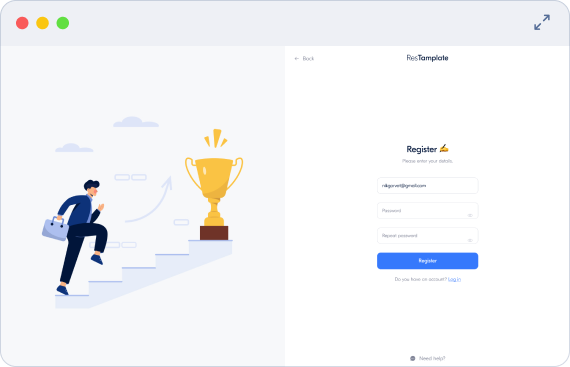 ← Back
ResTamplate
Register ✍️
Please enter your details.
nikgorvet@gmail.com
Password
Repeat password
Register
Do you have an account? Log in
Need help?